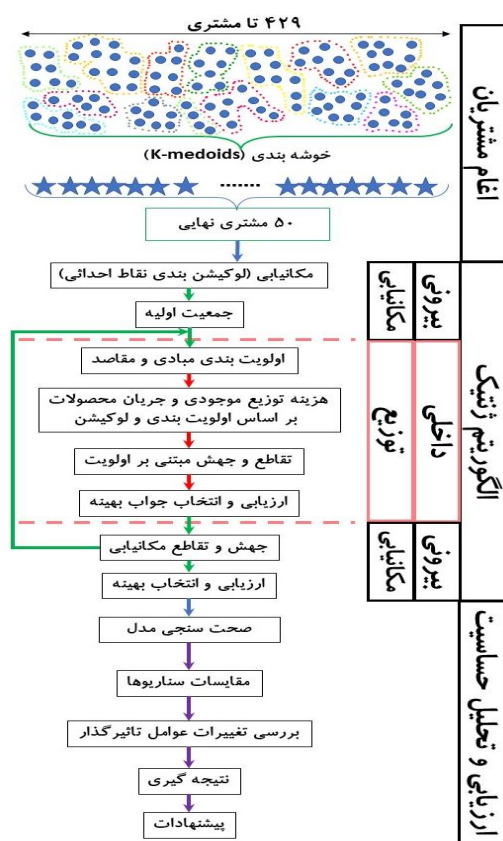 ۴۲۹ تا مشتری
خوشه بندی (K-medoids)
.......
۵۰ مشتری نهایی
مکانیابی (لوکیشن بندی نقاط احداثی)
جمعیت اولیه
اولویت بندی مبادی و مقاصد
هزینه توزیع موجودی و جریان محصولات
بر اساس اولویت بندی و لوکیشن
تقاطع و جهش مبتنی بر اولویت
ارزیابی و انتخاب جواب بهینه
جهش و تقاطع مکانیابی
ارزیابی و انتخاب بهینه
صحت سنجی مدل
مقایسات سناریوها
بررسی تغییرات عوامل تاثیرگذار
نتیجه گیری
پیشنهادات
اغام مشتریان
الگوریتم ژنتیک
بیرونی
مکانیابی
داخلی
توزیع
بیرونی
مکانیابی
ارزیابی و تحلیل حساسیت